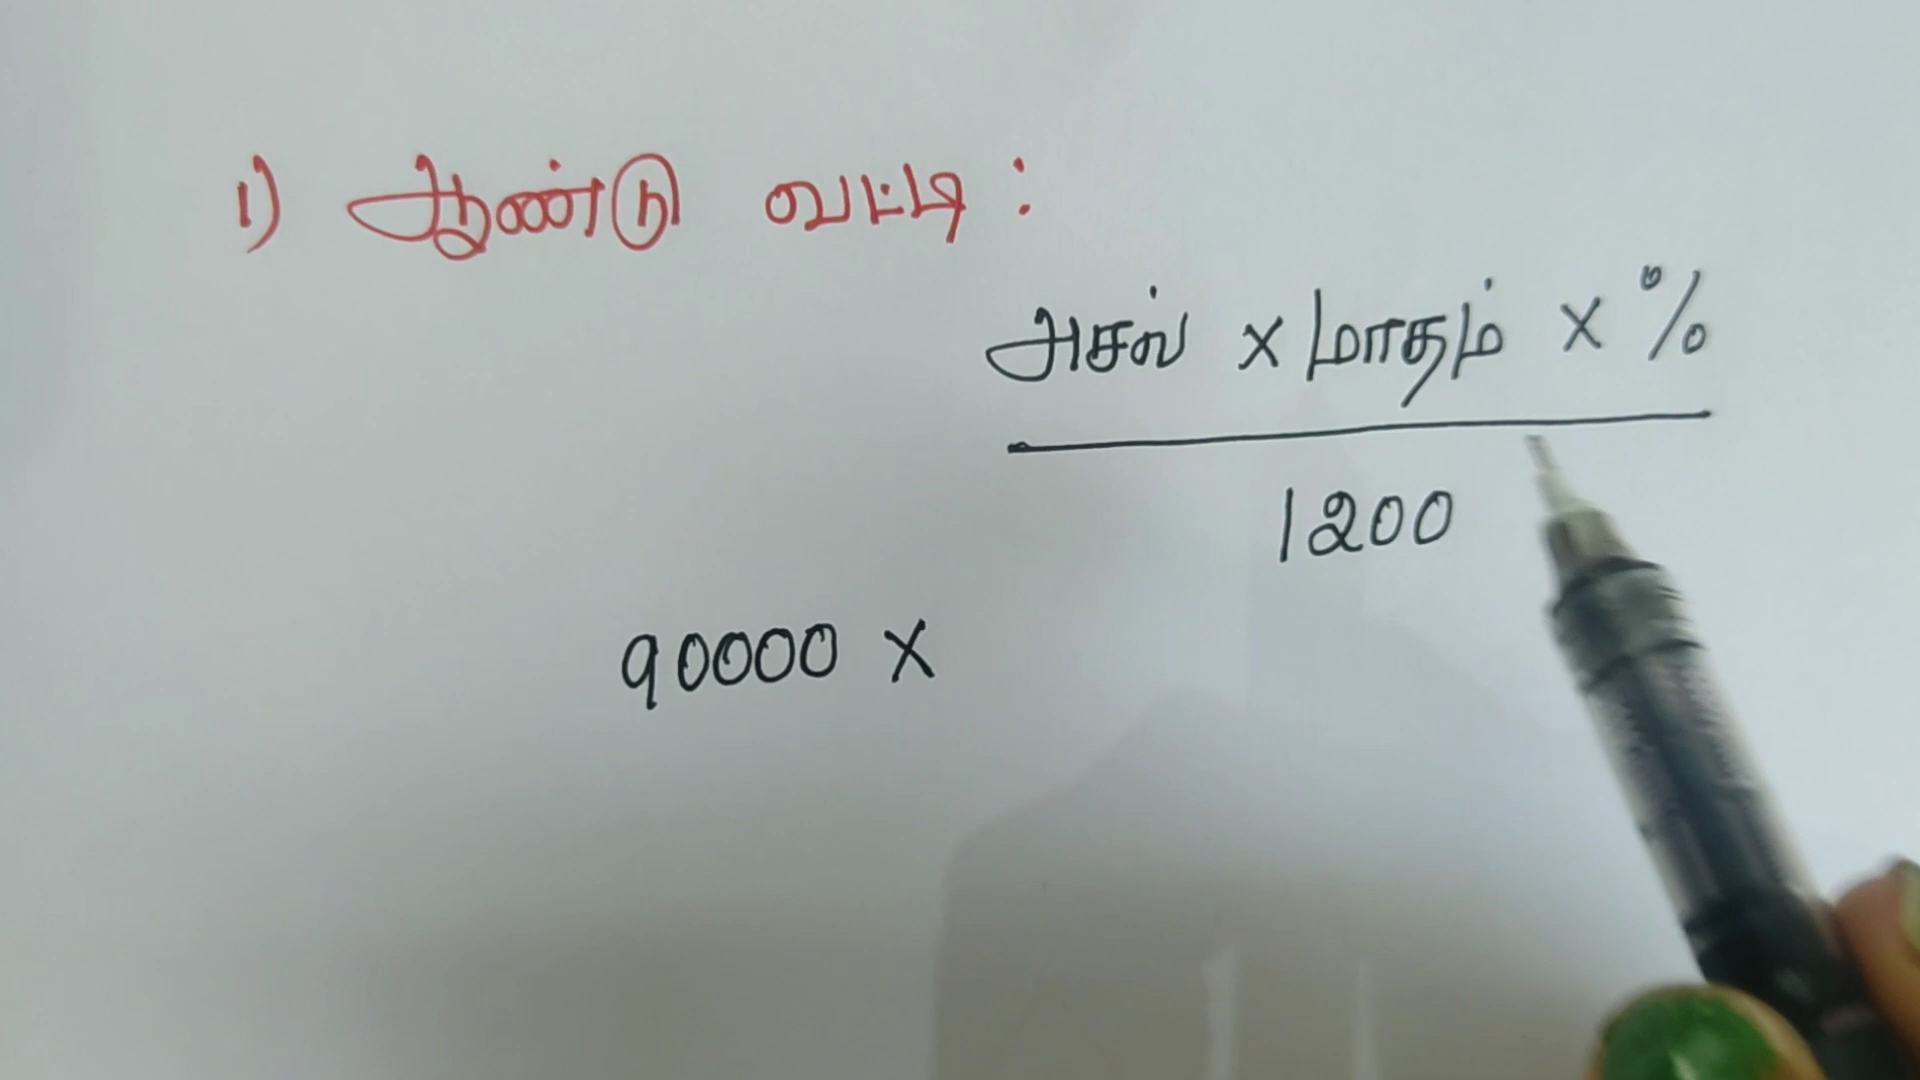 1) ஆண்டு வட்டி :
அசல் x மாதம் x %
1200
90000 x